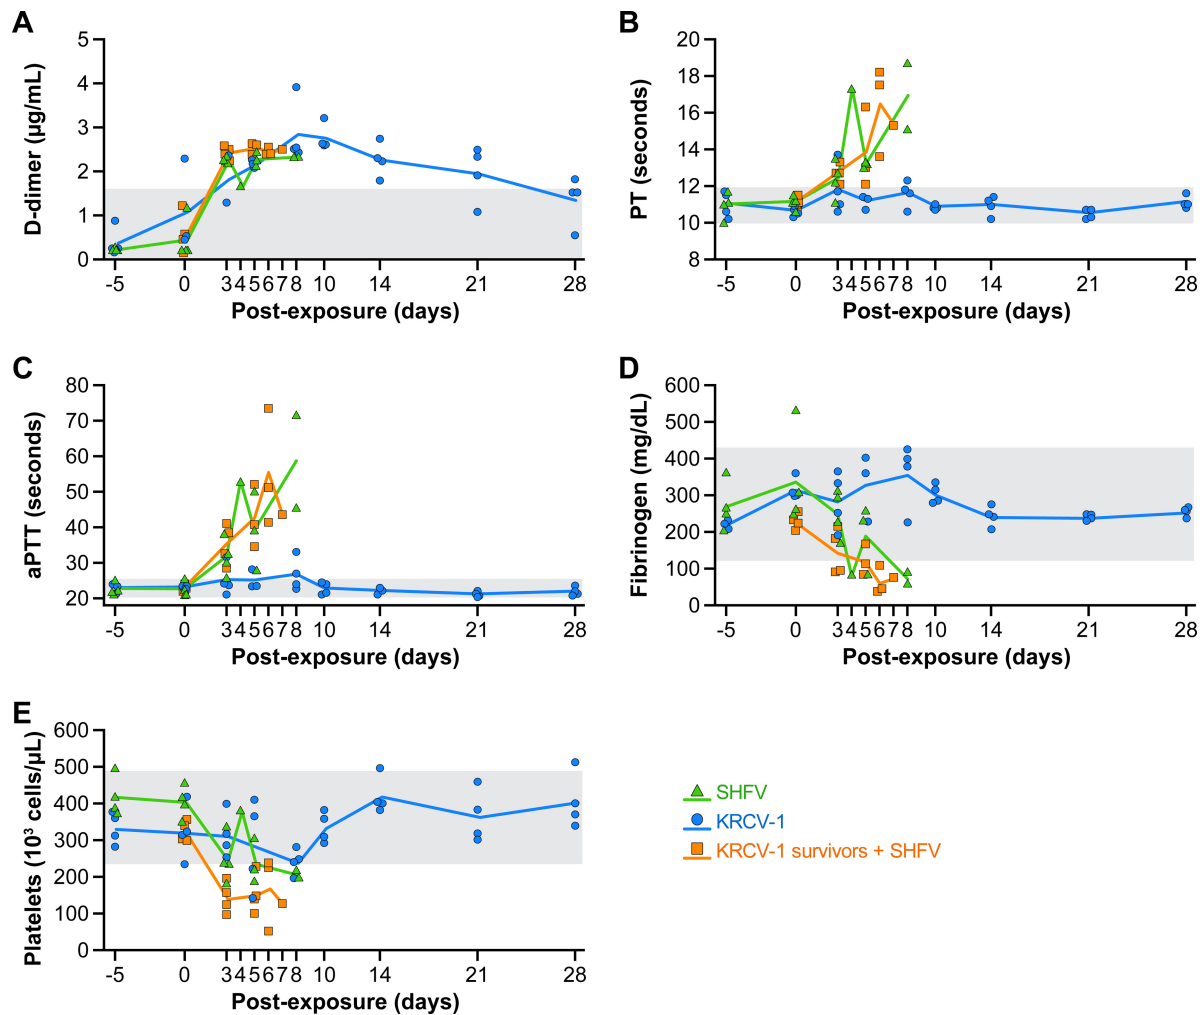 A
D-dimer (µg/mL)
5
4
3
2
1
0
-5 0 3 4 5 6 7 8 10 14 21 28
Post-exposure (days)
B
PT (seconds)
20
18
16
14
12
10
8
-5 0 3 4 5 6 7 8 10 14 21 28
Post-exposure (days)
C
aPTT (seconds)
80
70
60
50
40
30
20
-5 0 3 4 5 6 7 8 10 14 21 28
Post-exposure (days)
D
Fibrinogen (mg/dL)
600
500
400
300
200
100
0
-5 0 3 4 5 6 7 8 10 14 21 28
Post-exposure (days)
E
Platelets (10³ cells/µL)
600
500
400
300
200
100
0
-5 0 3 4 5 6 7 8 10 14 21 28
Post-exposure (days)
SHFV
KRCV-1
KRCV-1 survivors + SHFV